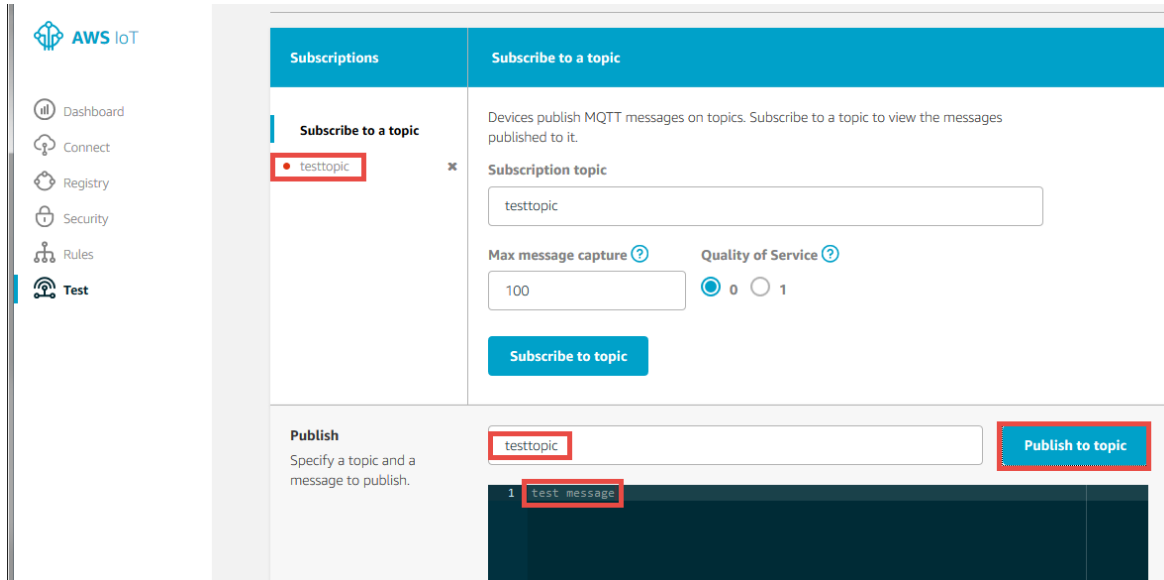 AWS IoT
Dashboard
Connect
Registry
Security
Rules
Test
Subscriptions
Subscribe to a topic
testtopic
Subscribe to a topic
Devices publish MQTT messages on topics. Subscribe to a topic to view the messages
published to it.
Subscription topic
testtopic
Max message capture ?
100
Quality of Service ?
0 1
Subscribe to topic
Publish
Specify a topic and a
message to publish.
testtopic
Publish to topic
1 test message